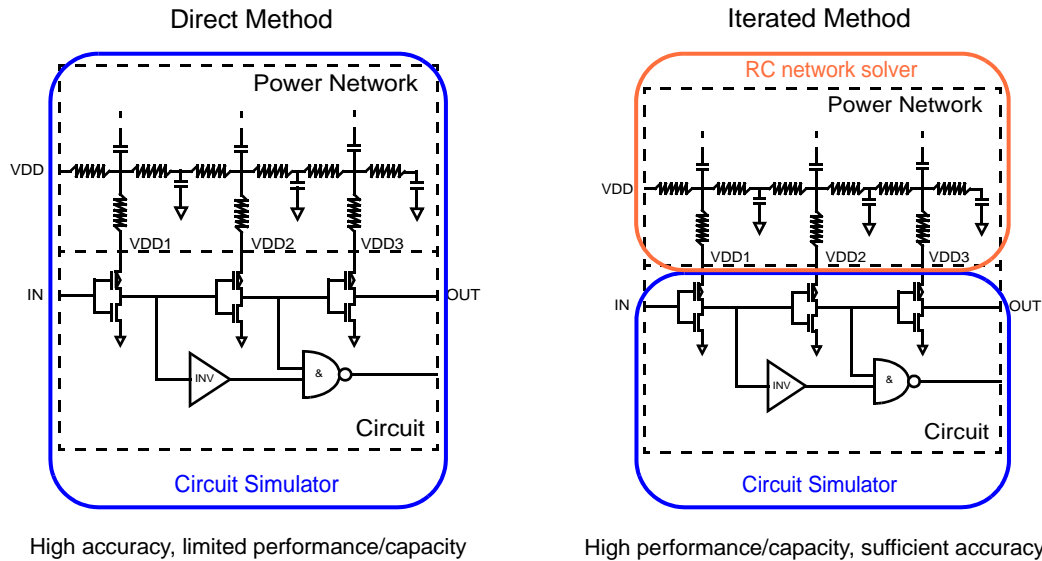 Direct Method
Power Network
VDD
VDD1
VDD2
VDD3
IN
OUT
INV
&
Circuit
Circuit Simulator
High accuracy, limited performance/capacity
Iterated Method
RC network solver
Power Network
VDD
VDD1
VDD2
VDD3
IN
OUT
INV
&
Circuit
Circuit Simulator
High performance/capacity, sufficient accuracy